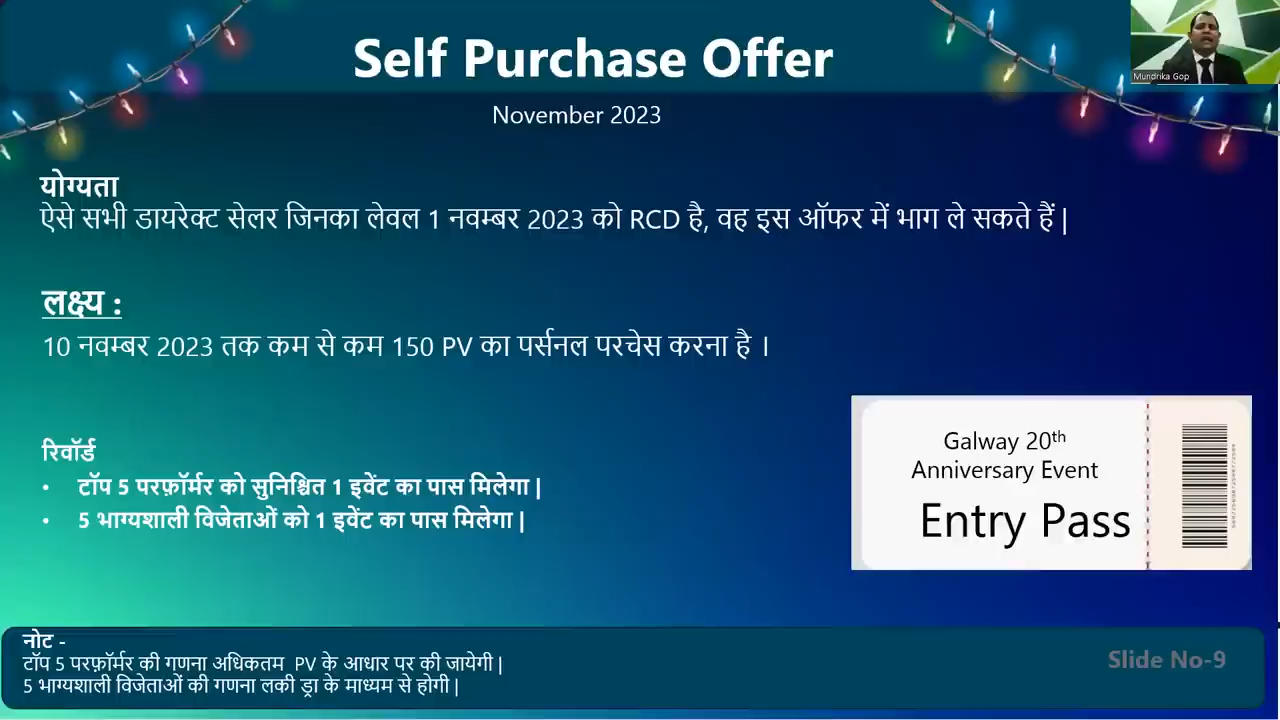 Self Purchase Offer
Mundrika Gop
November 2023
योग्यता
ऐसे सभी डायरेक्ट सेलर जिनका लेवल 1 नवम्बर 2023 को RCD है, वह इस ऑफर में भाग ले सकते हैं |
लक्ष्य :
10 नवम्बर 2023 तक कम से कम 150 PV का पर्सनल परचेस करना है ।
रिवॉर्ड
• टॉप 5 परफ़ॉर्मर को सुनिश्चित 1 इवेंट का पास मिलेगा |
• 5 भाग्यशाली विजेताओं को 1 इवेंट का पास मिलेगा |
Galway 20th
Anniversary Event
Entry Pass
नोट -
टॉप 5 परफ़ॉर्मर की गणना अधिकतम PV के आधार पर की जायेगी |
5 भाग्यशाली विजेताओं की गणना लकी ड्रा के माध्यम से होगी |
Slide No-9